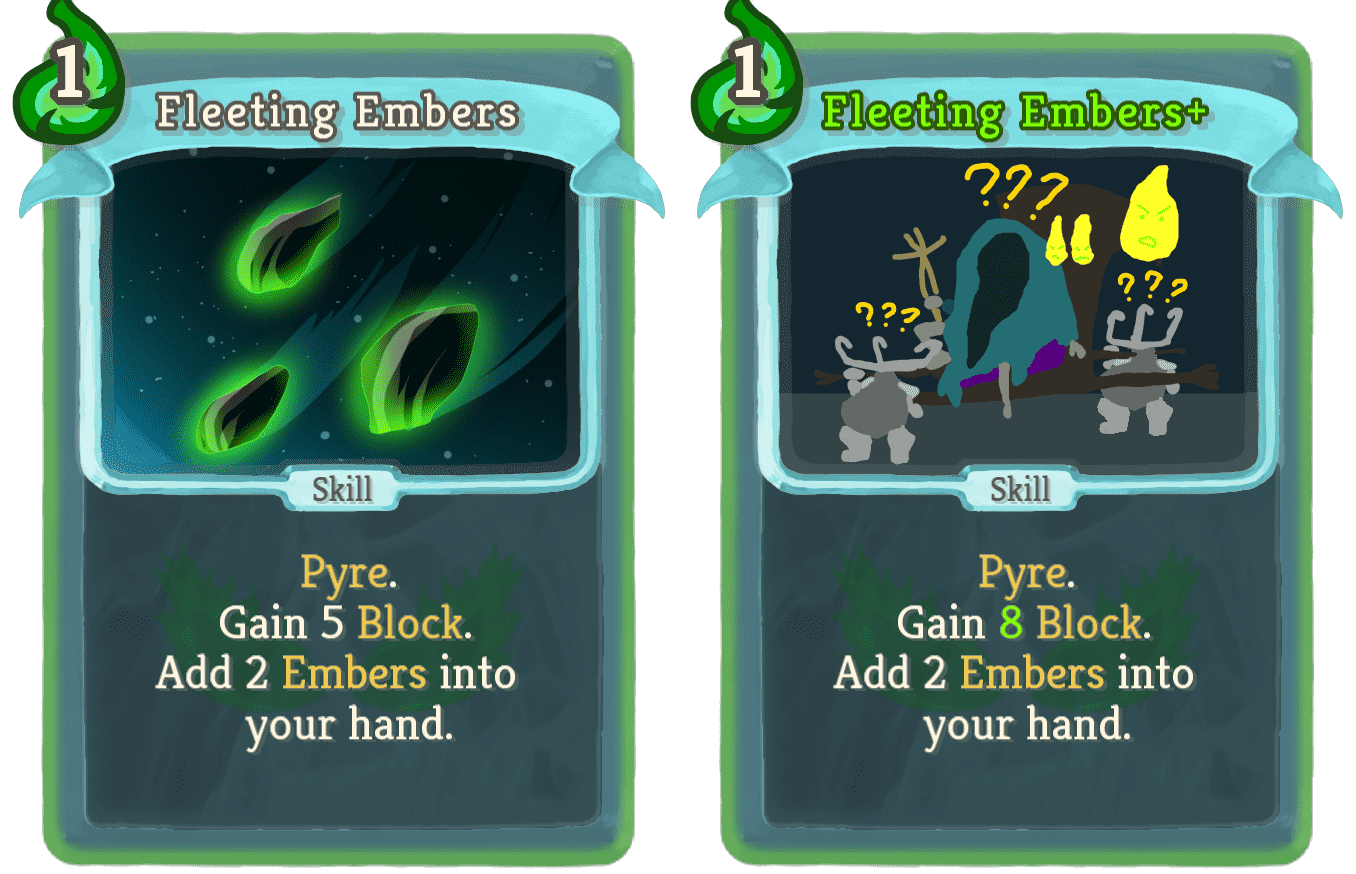 1
Fleeting Embers
Skill
Pyre.
Gain 5 Block.
Add 2 Embers into
your hand.
1
Fleeting Embers+
???
???
???
Skill
Pyre.
Gain 8 Block.
Add 2 Embers into
your hand.